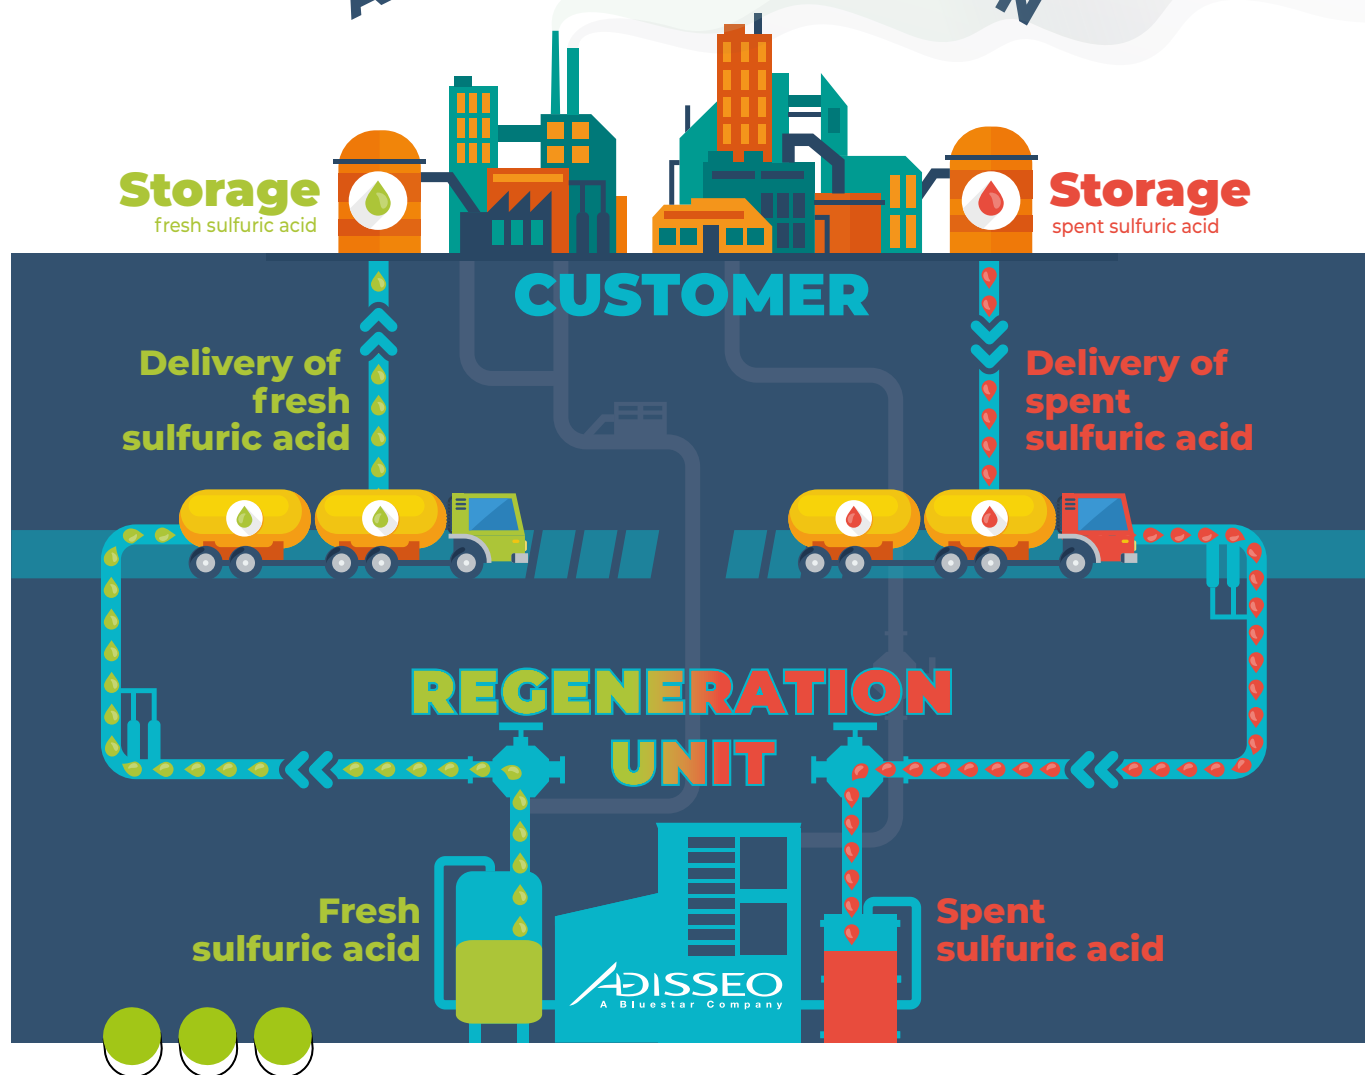 Storage
fresh sulfuric acid
Storage
spent sulfuric acid
CUSTOMER
Delivery of
fresh
sulfuric acid
Delivery of
spent
sulfuric acid
REGENERATION
UNIT
Fresh
sulfuric acid
Spent
sulfuric acid
ADISSEO
A Bluestar Company